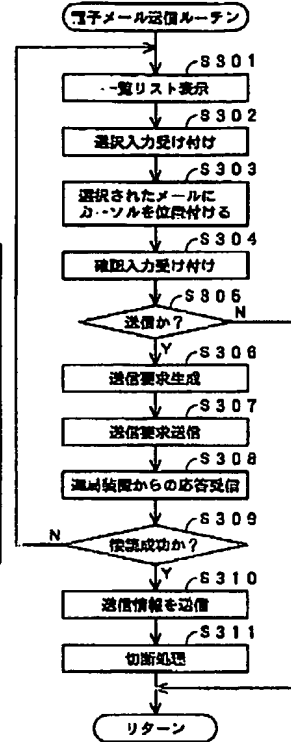 電子メール送信ルーチン
S301
一覧リスト表示
S302
選択入力受け付け
S303
選択されたメールに
カーソルを位置付ける
S304
確認入力受け付け
S305
送信か?
N
Y
S306
送信要求生成
S307
送信要求送信
S308
からの応答受信
S309
接続成功か?
N
Y
S310
送信情報を送信
S311
切断処理
リターン